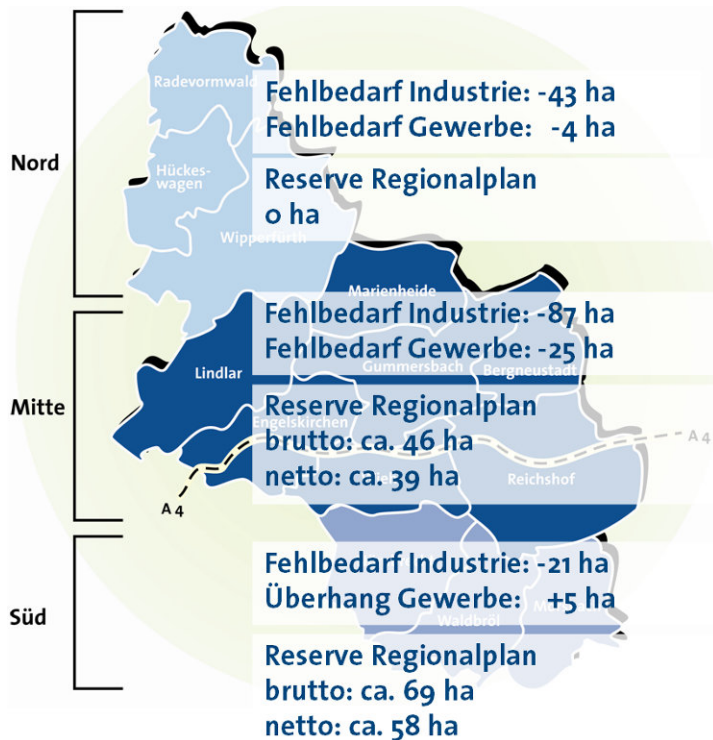 Nord
Radevormwald
Hückes-
wagen
Wipperfürth
Fehlbedarf Industrie: -43 ha
Fehlbedarf Gewerbe: -4 ha
Reserve Regionalplan
0 ha
Mitte
Marienheide
Lindlar
Gummersbach
Bergneustadt
Engelskirchen
Reichshof
A 4
A 4
Fehlbedarf Industrie: -87 ha
Fehlbedarf Gewerbe: -25 ha
Reserve Regionalplan
brutto: ca. 46 ha
netto: ca. 39 ha
Süd
Waldbröl
Fehlbedarf Industrie: -21 ha
Überhang Gewerbe: +5 ha
Reserve Regionalplan
brutto: ca. 69 ha
netto: ca. 58 ha